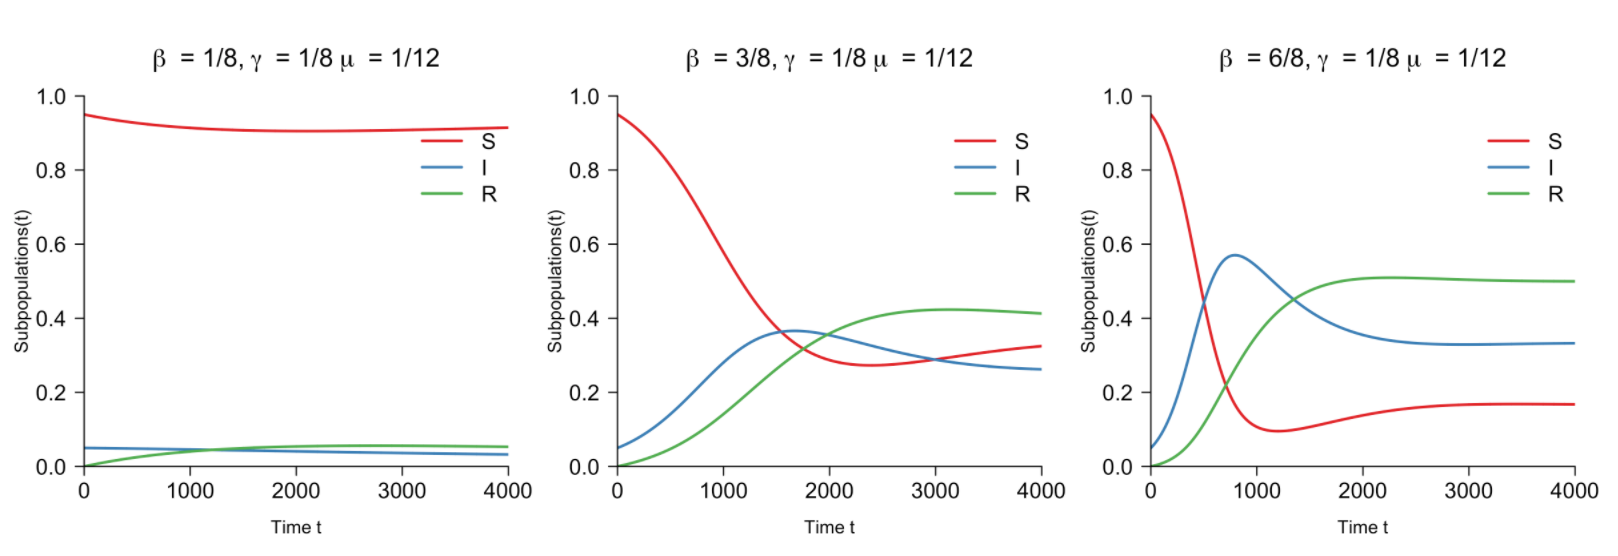 β = 1/8, γ = 1/8 μ = 1/12
1.0
0.8
0.6
0.4
0.2
0.0
Subpopulations(t)
S
I
R
0 1000 2000 3000 4000
Time t
β = 3/8, γ = 1/8 μ = 1/12
1.0
0.8
0.6
0.4
0.2
0.0
Subpopulations(t)
S
I
R
0 1000 2000 3000 4000
Time t
β = 6/8, γ = 1/8 μ = 1/12
1.0
0.8
0.6
0.4
0.2
0.0
Subpopulations(t)
S
I
R
0 1000 2000 3000 4000
Time t